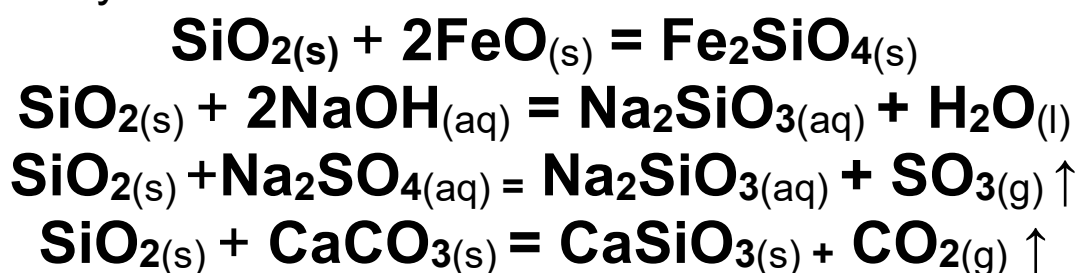 SiO₂(s) + 2FeO(s) = Fe₂SiO₄(s)
SiO₂(s) + 2NaOH(aq) = Na₂SiO₃(aq) + H₂O(l)
SiO₂(s) +Na₂SO₄(aq) = Na₂SiO₃(aq) + SO₃(g) ↑
SiO₂(s) + CaCO₃(s) = CaSiO₃(s) + CO₂(g) ↑